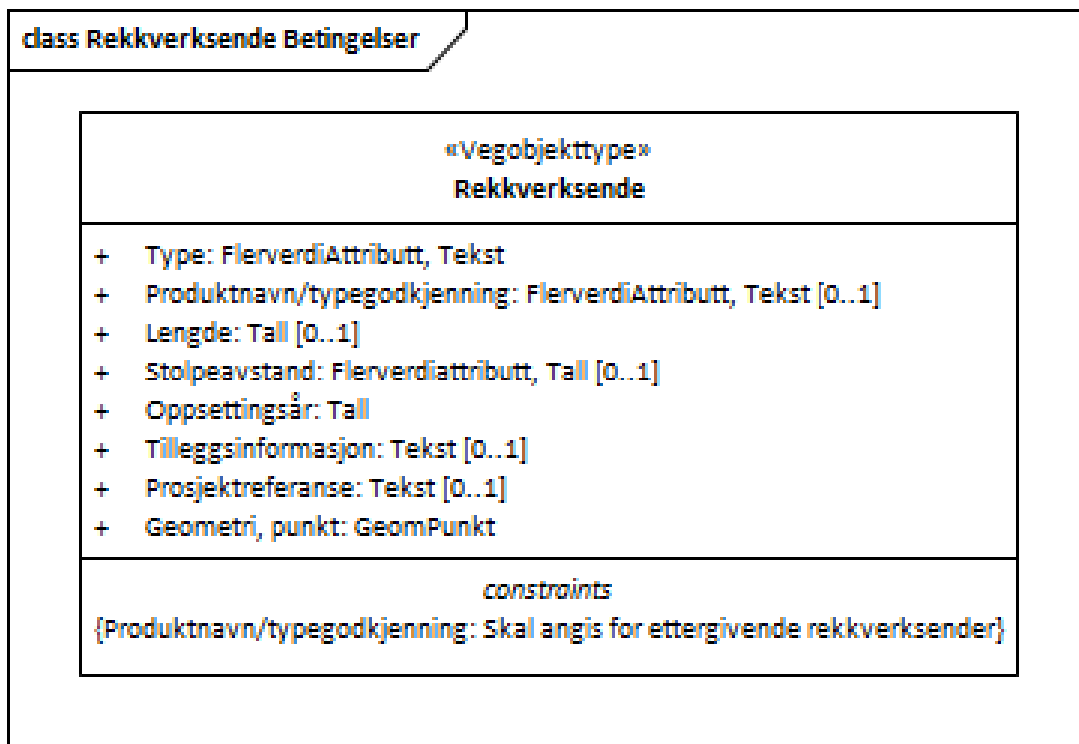 class Rekkverksende Betingelser
«Vegobjekttype»
Rekkverksende
+ Type: FlerverdiAttributt, Tekst
+ Produktnavn/typegodkjenning: FlerverdiAttributt, Tekst [0..1]
+ Lengde: Tall [0..1]
+ Stolpeavstand: Flerverdiattributt, Tall [0..1]
+ Oppsettingsår: Tall
+ Tilleggsinformasjon: Tekst [0..1]
+ Prosjektreferanse: Tekst [0..1]
+ Geometri, punkt: GeomPunkt
constraints
{Produktnavn/typegodkjenning: Skal angis for ettergivende rekkverksender}